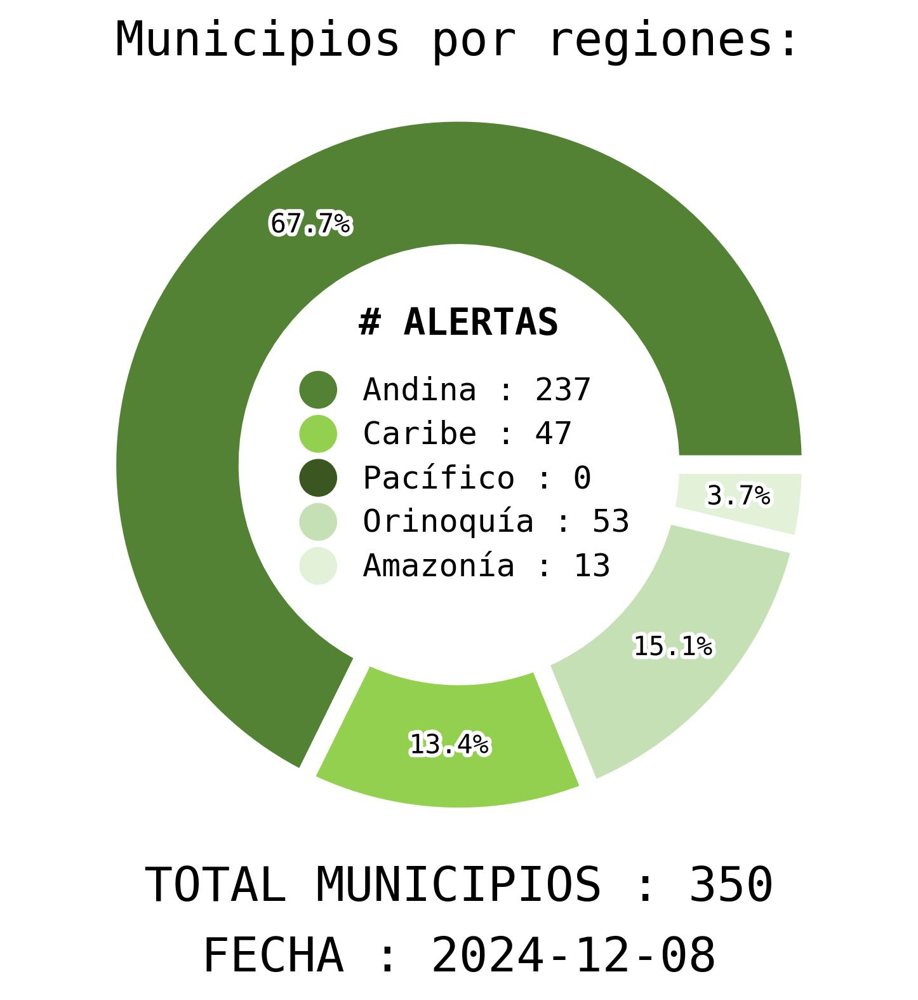 Municipios por regiones:
67.7%
# ALERTAS
Andina : 237
Caribe : 47
Pacífico : 0
Orinoquía : 53
Amazonía : 13
3.7%
15.1%
13.4%
TOTAL MUNICIPIOS : 350
FECHA : 2024-12-08